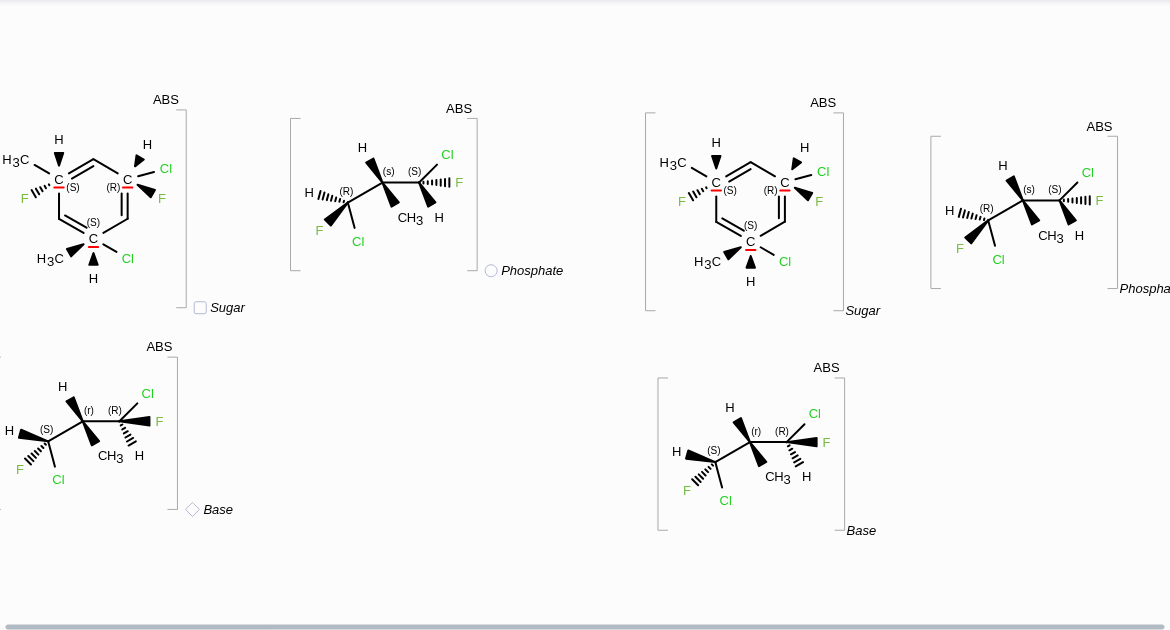 ABS
H
H
H3C
Cl
C
C
(S)
(R)
F
F
(S)
C
H3C
Cl
H
Sugar
ABS
H
Cl
(s)
(S)
H
(R)
F
F
CH3
H
Cl
Phosphate
ABS
H
H
H3C
Cl
C
C
(S)
(R)
F
F
(S)
C
H3C
Cl
H
Sugar
ABS
H
Cl
(s)
(S)
H
(R)
F
F
CH3
H
Cl
Phospha
ABS
H
Cl
(r)
(R)
H
(S)
F
F
CH3
H
Cl
Base
ABS
H
Cl
(r)
(R)
H
(S)
F
F
CH3
H
Cl
Base